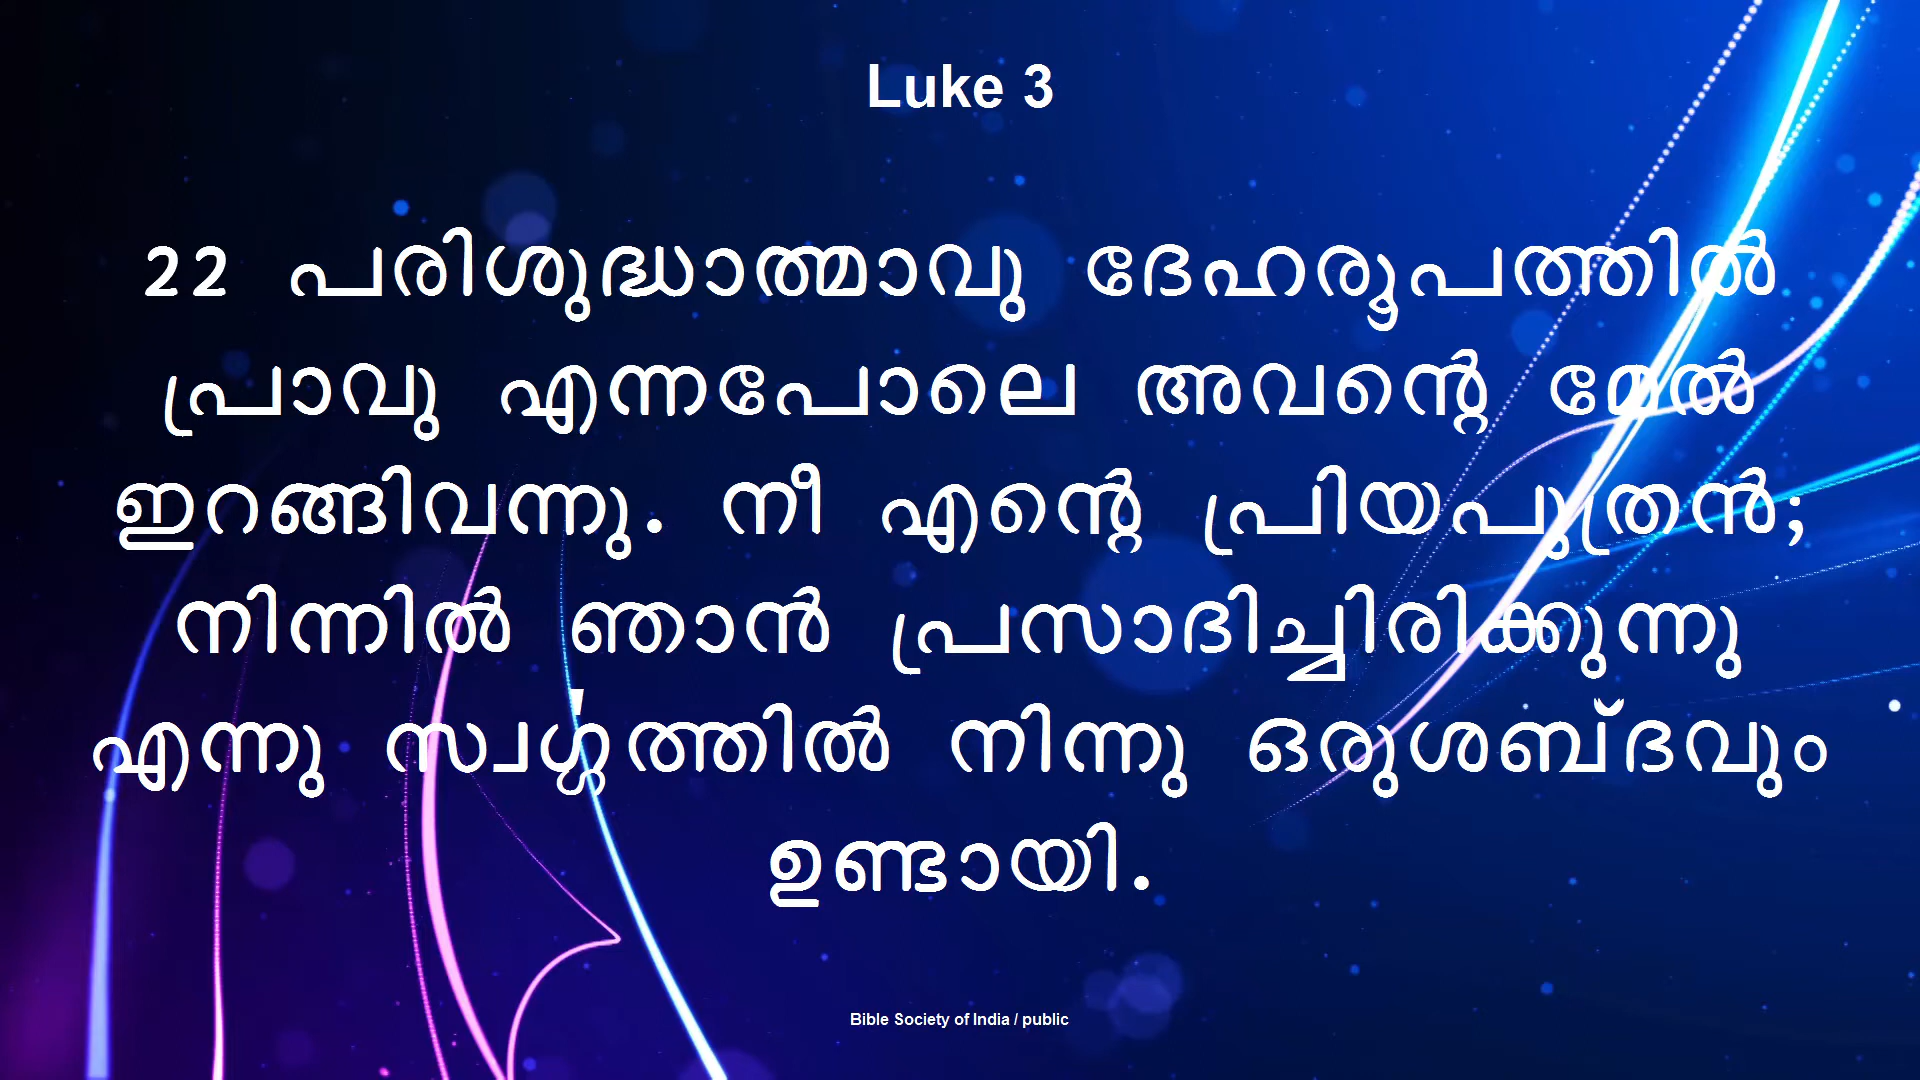 Luke 3
22 പരിശുദ്ധാത്മാവു ദേഹരൂപത്തിൽ
പ്രാവു എന്നപോലെ അവന്റെ മേൽ
ഇറങ്ങിവന്നു. നീ എന്റെ പ്രിയപുത്രൻ;
നിന്നിൽ ഞാൻ പ്രസാദിച്ചിരിക്കുന്നു
എന്നു സ്വൎഗ്ഗത്തിൽ നിന്നു ഒരുശബ്ദവും
ഉണ്ടായി.
Bible Society of India / public